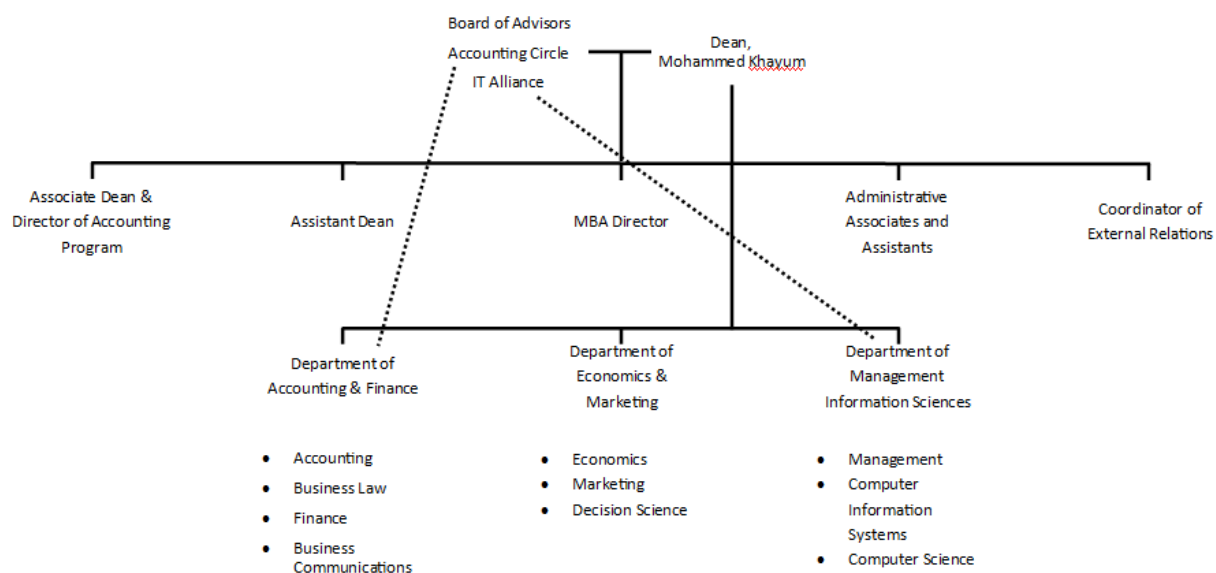 Board of Advisors
Accounting Circle
IT Alliance
Dean,
Mohammed Khayum
Associate Dean &
Director of Accounting
Program
Assistant Dean
MBA Director
Administrative
Associates and
Assistants
Coordinator of
External Relations
Department of
Accounting & Finance
Department of
Economics &
Marketing
Department of
Management
Information Sciences
● Accounting
● Business Law
● Finance
● Business
Communications
● Economics
● Marketing
● Decision Science
● Management
● Computer
Information
Systems
● Computer Science